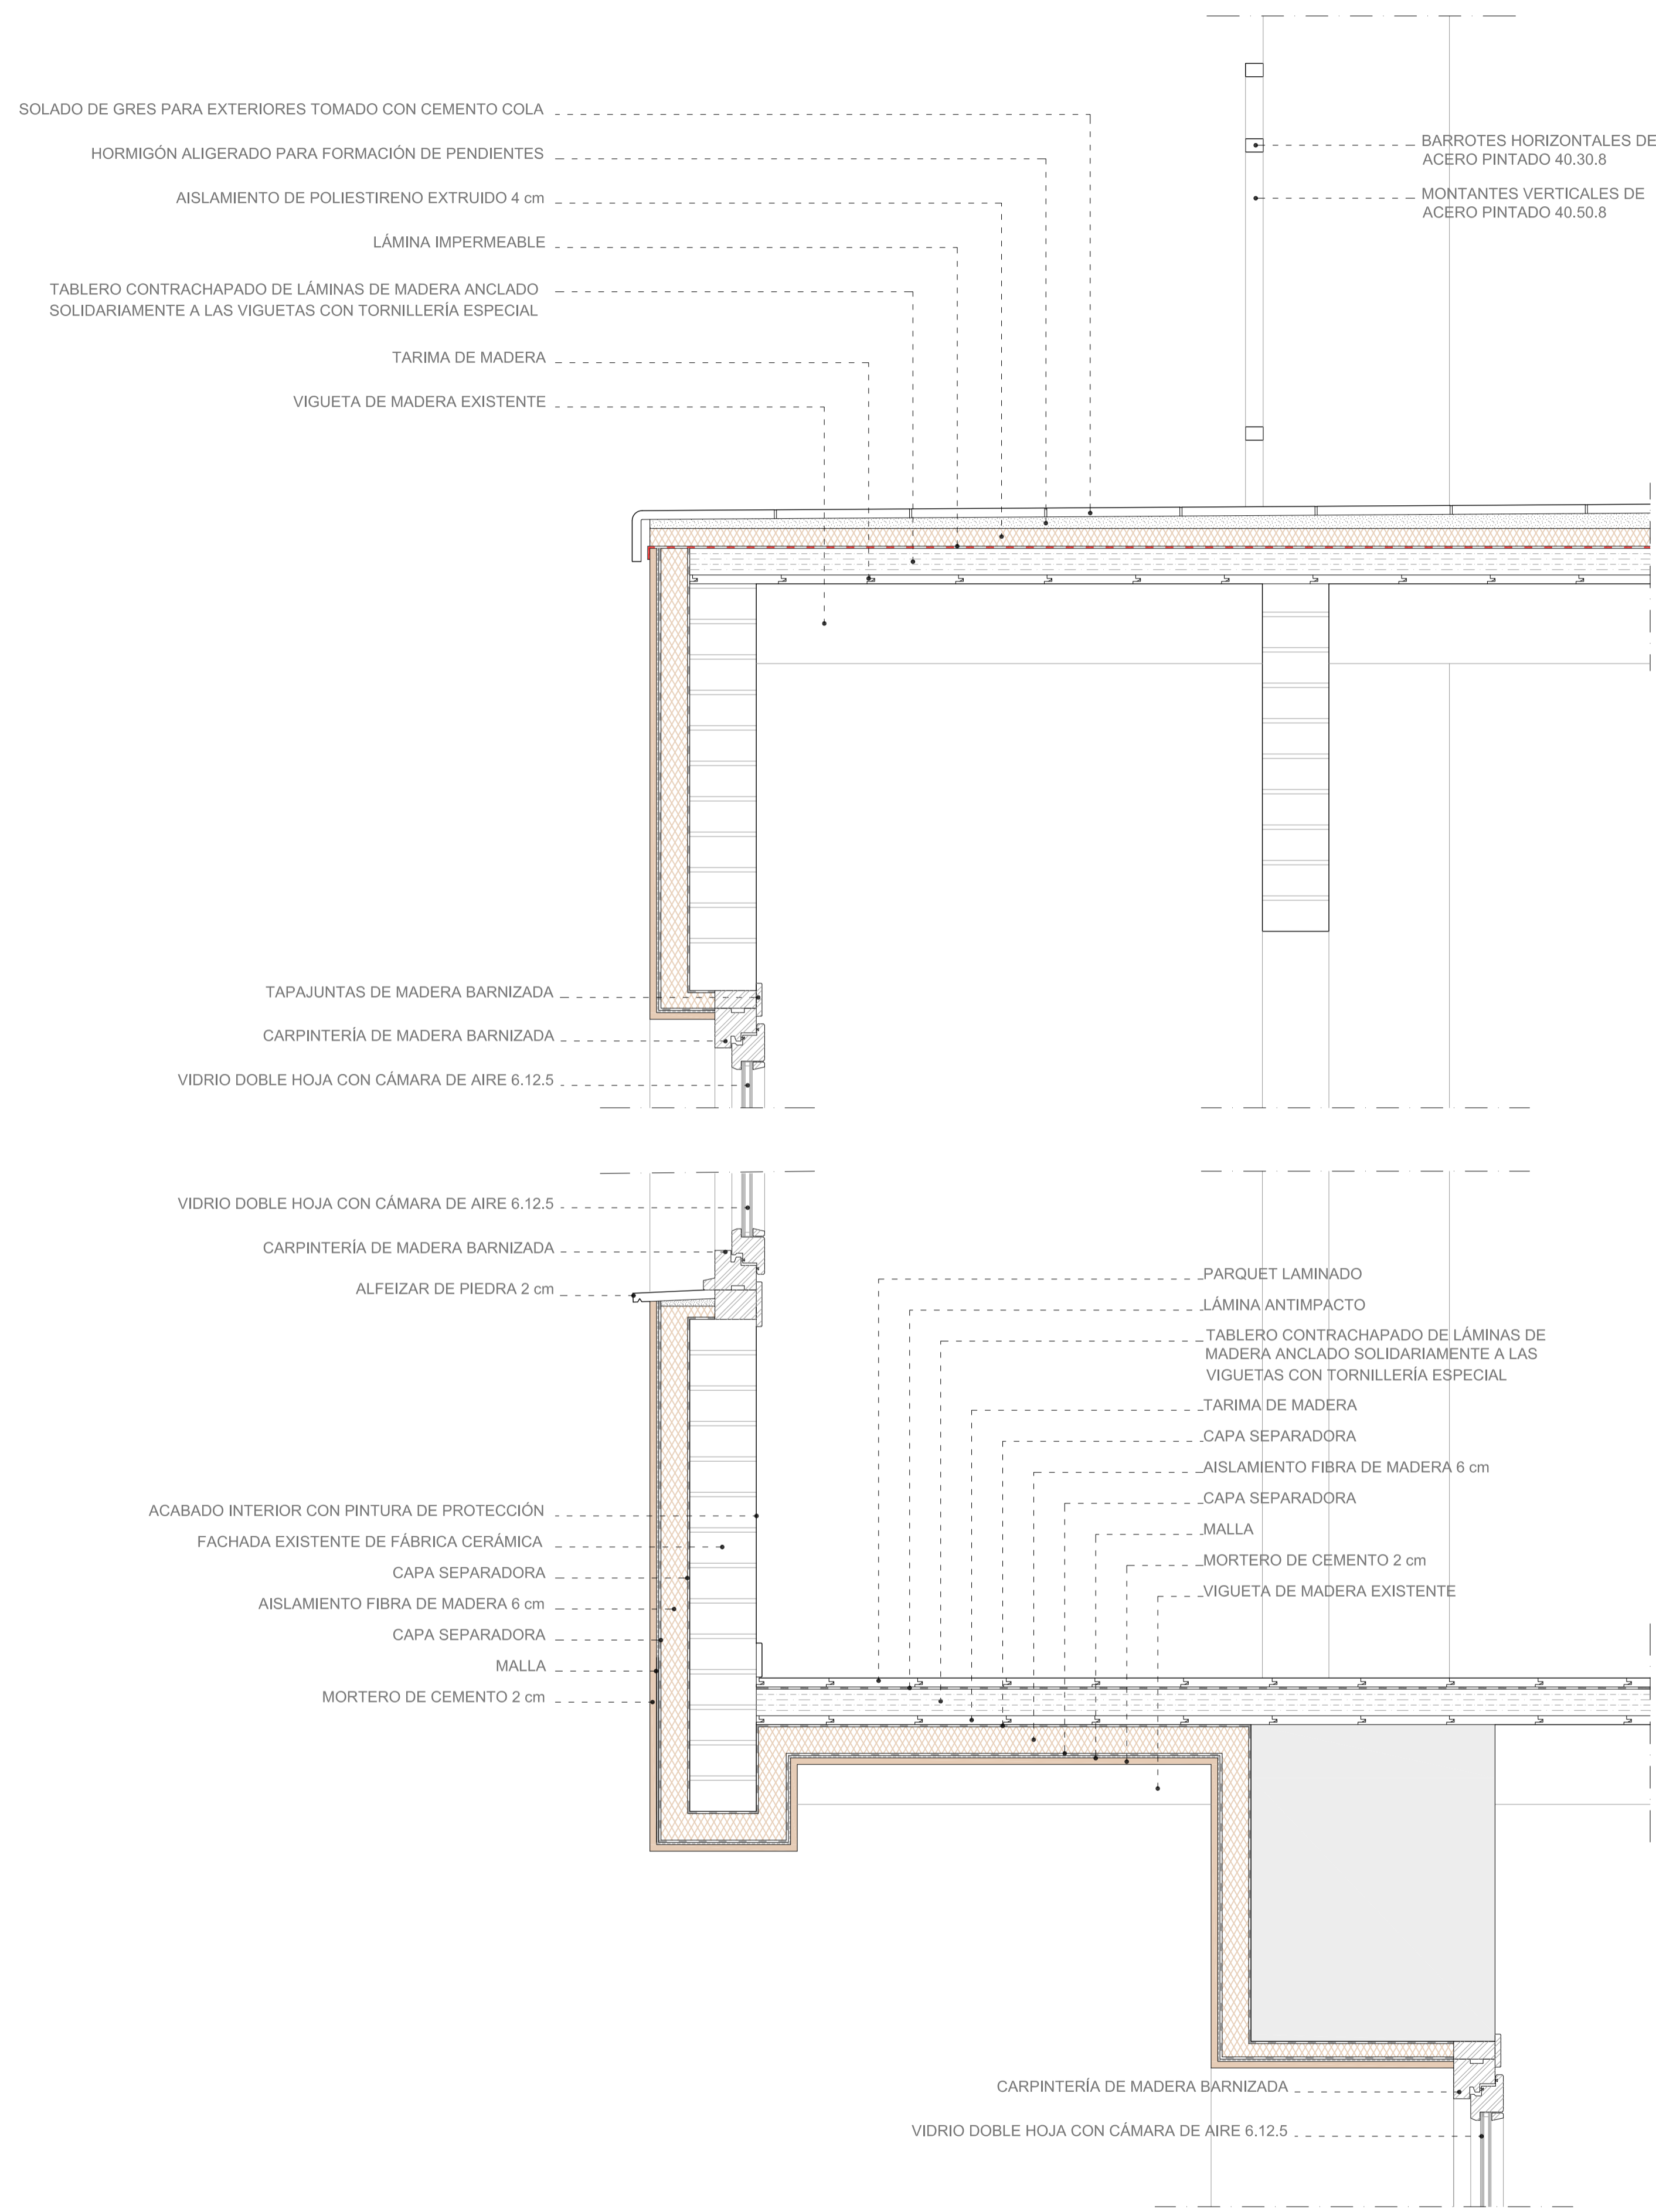 SOLADO DE GRES PARA EXTERIORES TOMADO CON CEMENTO COLA
HORMIGÓN ALIGERADO PARA FORMACIÓN DE PENDIENTES
AISLAMIENTO DE POLIESTIRENO EXTRUIDO 4 cm
LÁMINA IMPERMEABLE
TABLERO CONTRACHAPADO DE LÁMINAS DE MADERA ANCLADO
SOLIDARIAMENTE A LAS VIGUETAS CON TORNILLERÍA ESPECIAL
TARIMA DE MADERA
VIGUETA DE MADERA EXISTENTE
BARROTES HORIZONTALES DE
ACERO PINTADO 40.30.8
MONTANTES VERTICALES DE
ACERO PINTADO 40.50.8
TAPAJUNTAS DE MADERA BARNIZADA
CARPINTERÍA DE MADERA BARNIZADA
VIDRIO DOBLE HOJA CON CÁMARA DE AIRE 6.12.5
VIDRIO DOBLE HOJA CON CÁMARA DE AIRE 6.12.5
CARPINTERÍA DE MADERA BARNIZADA
ALFEIZAR DE PIEDRA 2 cm
ACABADO INTERIOR CON PINTURA DE PROTECCIÓN
FACHADA EXISTENTE DE FÁBRICA CERÁMICA
CAPA SEPARADORA
AISLAMIENTO FIBRA DE MADERA 6 cm
CAPA SEPARADORA
MALLA
MORTERO DE CEMENTO 2 cm
PARQUET LAMINADO
LÁMINA ANTIMPACTO
TABLERO CONTRACHAPADO DE LÁMINAS DE
MADERA ANCLADO SOLIDARIAMENTE A LAS
VIGUETAS CON TORNILLERÍA ESPECIAL
TARIMA DE MADERA
CAPA SEPARADORA
AISLAMIENTO FIBRA DE MADERA 6 cm
CAPA SEPARADORA
MALLA
MORTERO DE CEMENTO 2 cm
VIGUETA DE MADERA EXISTENTE
CARPINTERÍA DE MADERA BARNIZADA
VIDRIO DOBLE HOJA CON CÁMARA DE AIRE 6.12.5